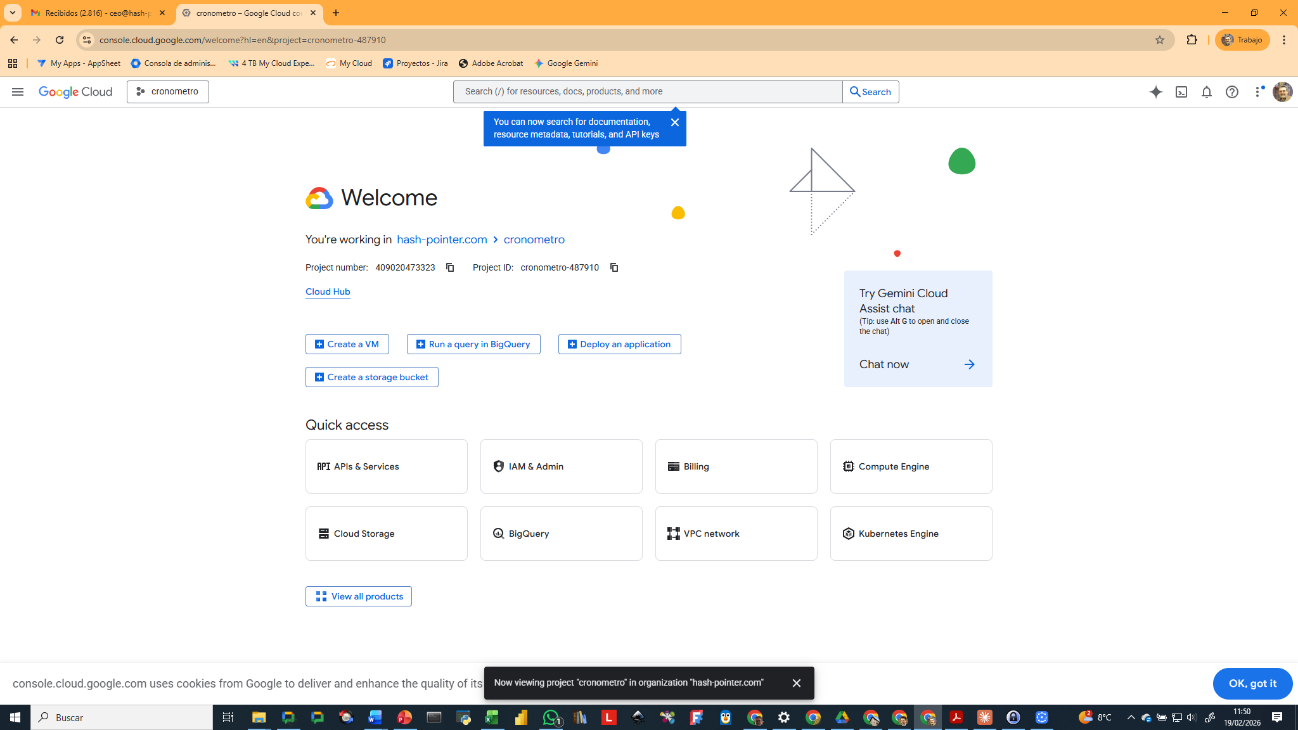 Recibidos (2.816) - ceo@hash-p
cronometro – Google Cloud co
console.cloud.google.com/welcome?hl=en&project=cronometro-487910
Trabajo
My Apps - AppSheet
Consola de adminis...
4 TB My Cloud Expe...
My Cloud
Proyectos - Jira
Adobe Acrobat
Google Gemini
Google Cloud
cronometro
Search (/) for resources, docs, products, and more
Search
You can now search for documentation,
resource metadata, tutorials, and API keys
Welcome
You're working in hash-pointer.com > cronometro
Project number: 409020473323 Project ID: cronometro-487910
Cloud Hub
Try Gemini Cloud
Assist chat
(Tip: use Alt G to open and close
the chat)
Chat now
Create a VM
Run a query in BigQuery
Deploy an application
Create a storage bucket
Quick access
API APIs & Services
IAM & Admin
Billing
Compute Engine
Cloud Storage
BigQuery
VPC network
Kubernetes Engine
View all products
console.cloud.google.com uses cookies from Google to deliver and enhance the quality of its
Now viewing project "cronometro" in organization "hash-pointer.com"
OK, got it
Buscar
8°C
11:50
19/02/2026